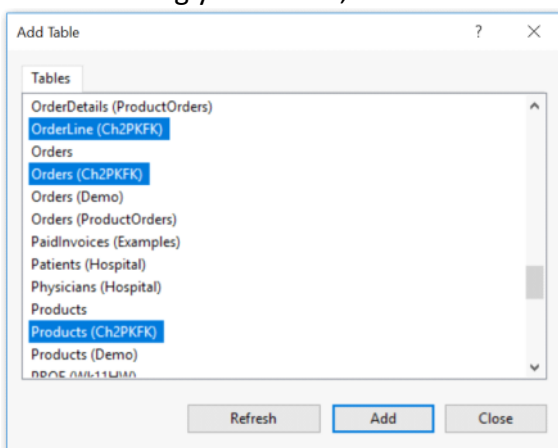 Add Table ? ×
Tables
OrderDetails (ProductOrders)
OrderLine (Ch2PKFK)
Orders
Orders (Ch2PKFK)
Orders (Demo)
Orders (ProductOrders)
PaidInvoices (Examples)
Patients (Hospital)
Physicians (Hospital)
Products
Products (Ch2PKFK)
Products (Demo)
Refresh Add Close